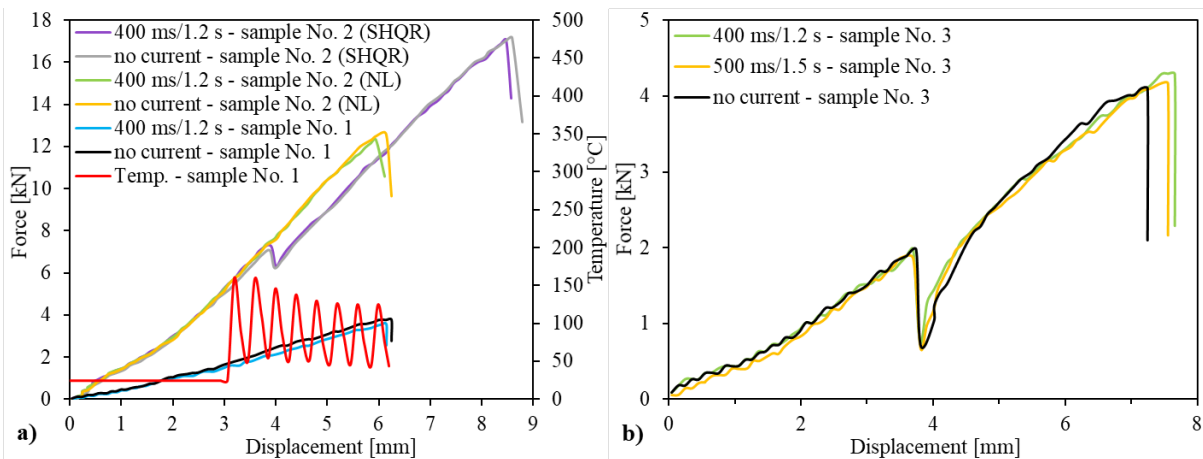 400 ms/1.2 s - sample No. 2 (SHQR)
no current - sample No. 2 (SHQR)
400 ms/1.2 s - sample No. 2 (NL)
no current - sample No. 2 (NL)
400 ms/1.2 s - sample No. 1
no current - sample No. 1
Temp. - sample No. 1
18
16
14
12
10
8
6
4
2
0
Force [kN]
500
450
400
350
300
250
200
150
100
50
0
Temperature [°C]
0 1 2 3 4 5 6 7 8 9
Displacement [mm]
a)
400 ms/1.2 s - sample No. 3
500 ms/1.5 s - sample No. 3
no current - sample No. 3
5
4
3
2
1
0
Force [kN]
0 2 4 6 8
Displacement [mm]
b)